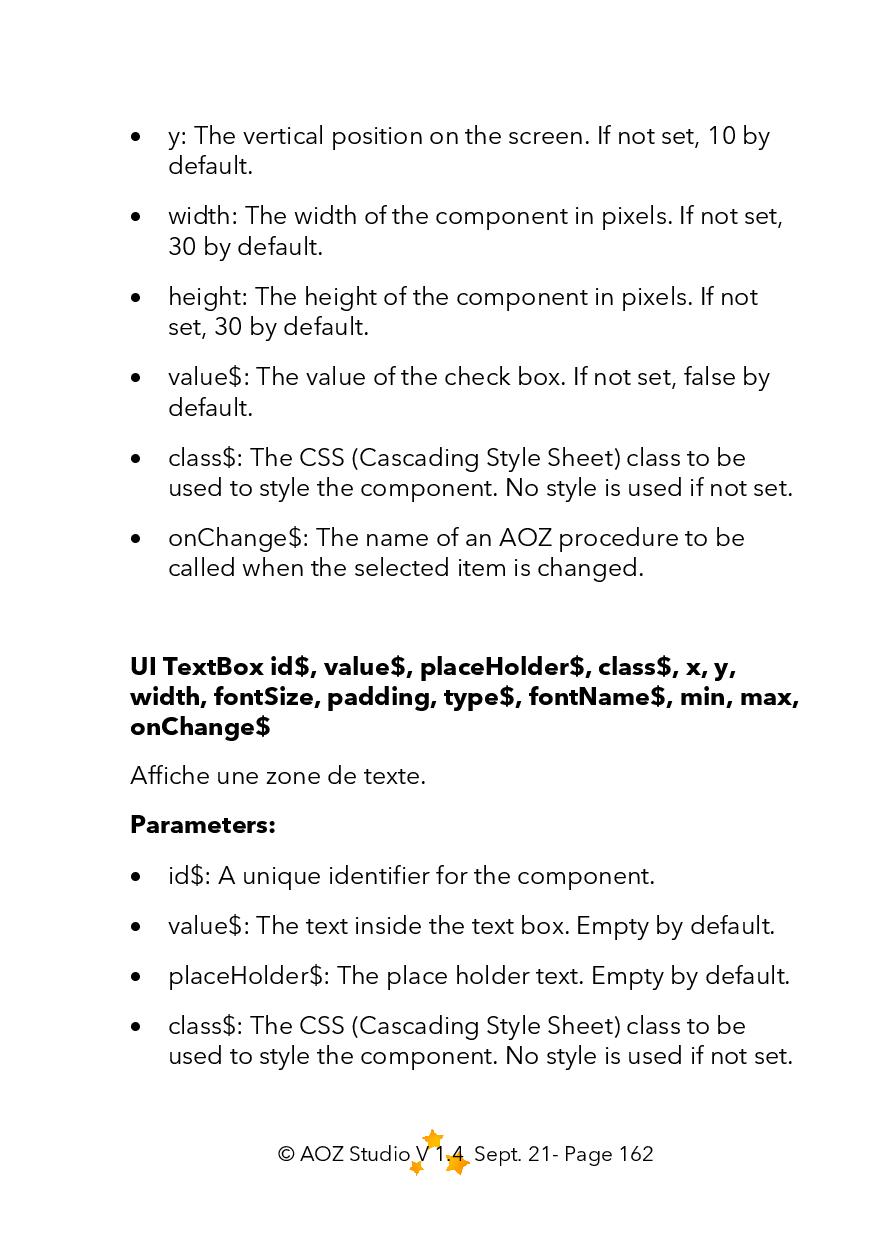 • y: The vertical position on the screen. If not set, 10 by
default.
• width: The width of the component in pixels. If not set,
30 by default.
• height: The height of the component in pixels. If not
set, 30 by default.
• value$: The value of the check box. If not set, false by
default.
• class$: The CSS (Cascading Style Sheet) class to be
used to style the component. No style is used if not set.
• onChange$: The name of an AOZ procedure to be
called when the selected item is changed.
UI TextBox id$, value$, placeHolder$, class$, x, y,
width, fontSize, padding, type$, fontName$, min, max,
onChange$
Affiche une zone de texte.
Parameters:
• id$: A unique identifier for the component.
• value$: The text inside the text box. Empty by default.
• placeHolder$: The place holder text. Empty by default.
• class$: The CSS (Cascading Style Sheet) class to be
used to style the component. No style is used if not set.
© AOZ Studio V 1.4 Sept. 21- Page 162